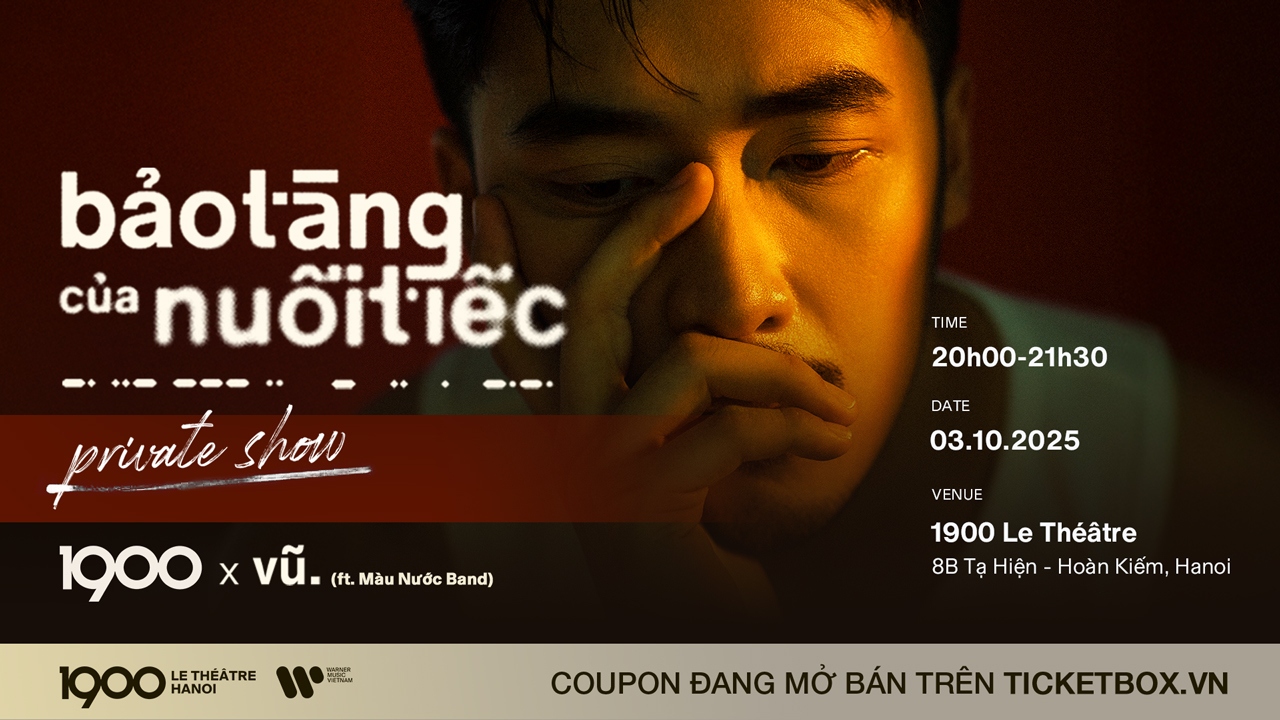 bảo tàng
của nuối tiếc
private show
1900 x vũ. (ft. Màu Nước Band)
TIME
20h00-21h30
DATE
03.10.2025
VENUE
1900 Le Théâtre
8B Tạ Hiện - Hoàn Kiếm, Hanoi
1900 LE THÉÂTRE
HANOI
WARNER
MUSIC
VIETNAM
COUPON ĐANG MỞ BÁN TRÊN TICKETBOX.VN